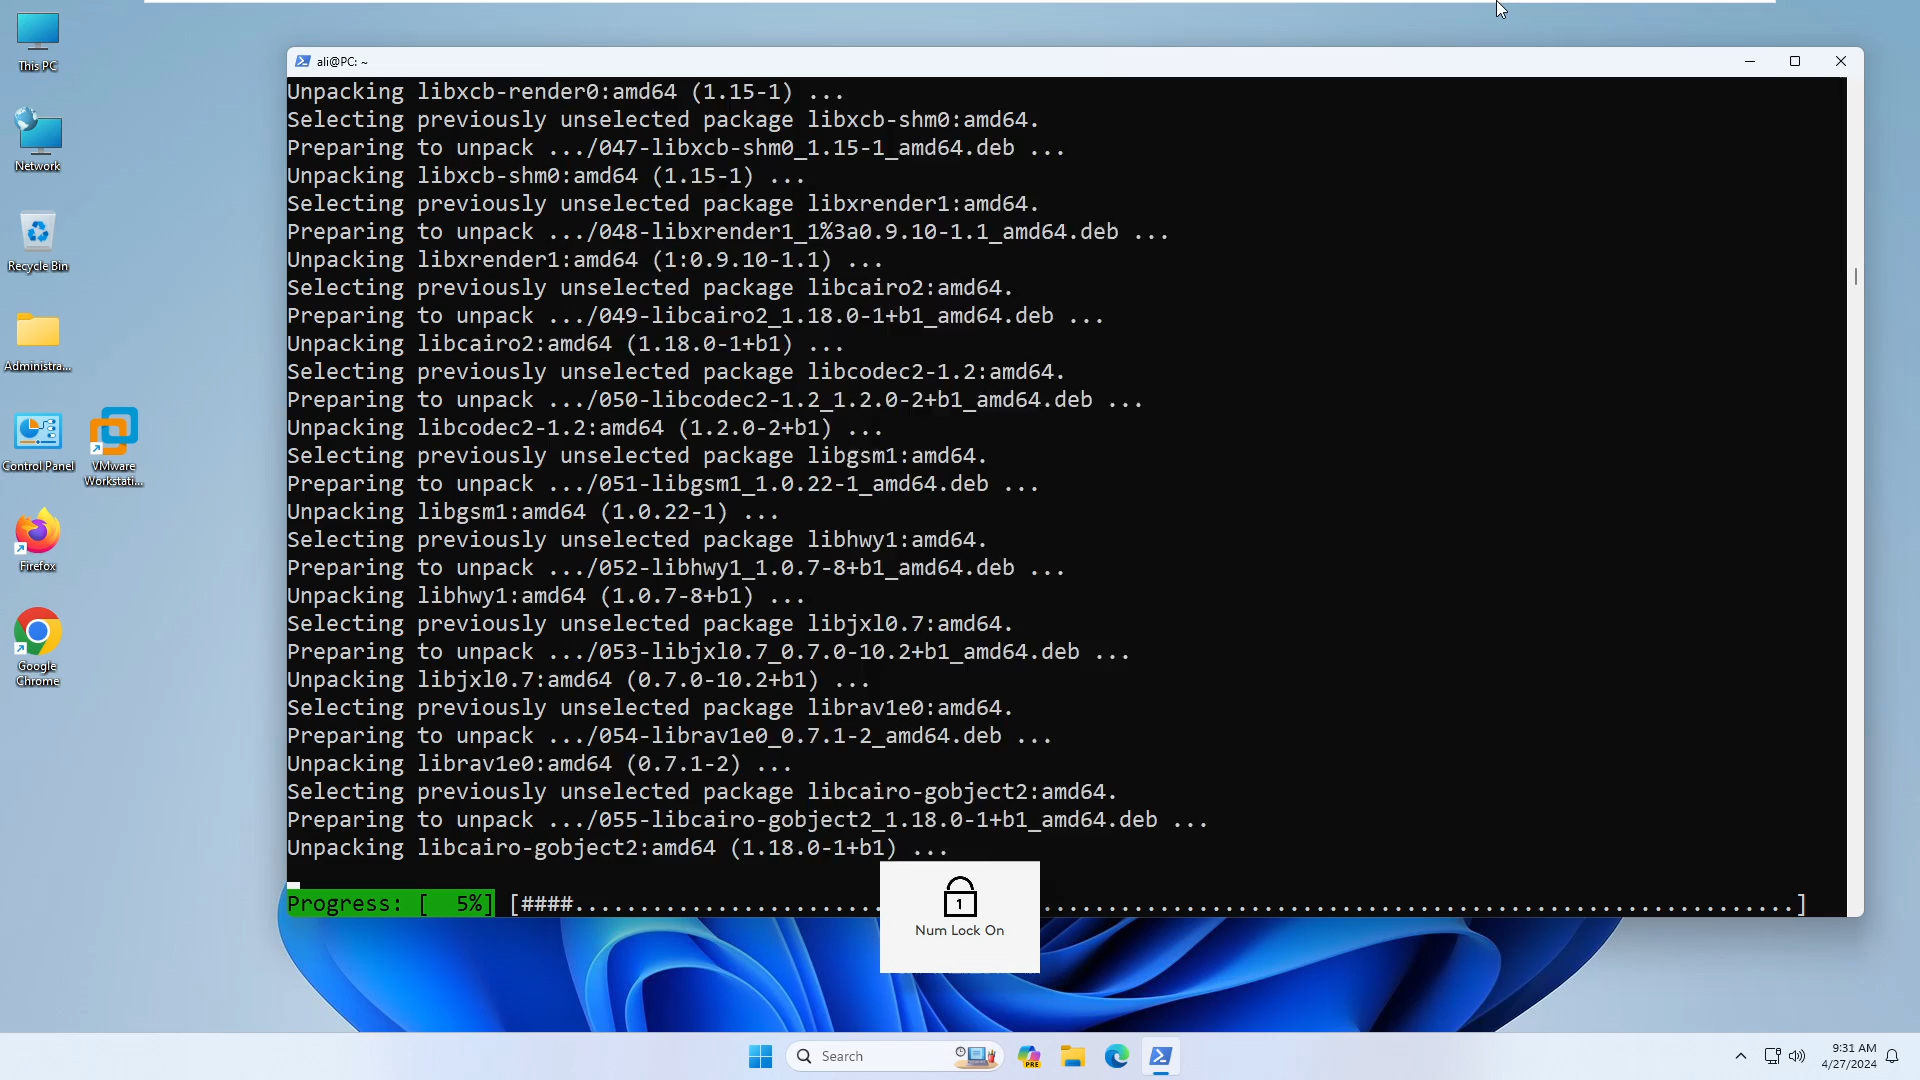 This PC
Network
Recycle Bin
Administra...
Control Panel
VMware
Workstati...
Firefox
Google
Chrome
ali@PC: ~
Unpacking libxcb-render0:amd64 (1.15-1) ...
Selecting previously unselected package libxcb-shm0:amd64.
Preparing to unpack .../047-libxcb-shm0_1.15-1_amd64.deb ...
Unpacking libxcb-shm0:amd64 (1.15-1) ...
Selecting previously unselected package libxrender1:amd64.
Preparing to unpack .../048-libxrender1_1%3a0.9.10-1.1_amd64.deb ...
Unpacking libxrender1:amd64 (1:0.9.10-1.1) ...
Selecting previously unselected package libcairo2:amd64.
Preparing to unpack .../049-libcairo2_1.18.0-1+b1_amd64.deb ...
Unpacking libcairo2:amd64 (1.18.0-1+b1) ...
Selecting previously unselected package libcodec2-1.2:amd64.
Preparing to unpack .../050-libcodec2-1.2_1.2.0-2+b1_amd64.deb ...
Unpacking libcodec2-1.2:amd64 (1.2.0-2+b1) ...
Selecting previously unselected package libgsm1:amd64.
Preparing to unpack .../051-libgsm1_1.0.22-1_amd64.deb ...
Unpacking libgsm1:amd64 (1.0.22-1) ...
Selecting previously unselected package libhwy1:amd64.
Preparing to unpack .../052-libhwy1_1.0.7-8+b1_amd64.deb ...
Unpacking libhwy1:amd64 (1.0.7-8+b1) ...
Selecting previously unselected package libjxl0.7:amd64.
Preparing to unpack .../053-libjxl0.7_0.7.0-10.2+b1_amd64.deb ...
Unpacking libjxl0.7:amd64 (0.7.0-10.2+b1) ...
Selecting previously unselected package librav1e0:amd64.
Preparing to unpack .../054-librav1e0_0.7.1-2_amd64.deb ...
Unpacking librav1e0:amd64 (0.7.1-2) ...
Selecting previously unselected package libcairo-gobject2:amd64.
Preparing to unpack .../055-libcairo-gobject2_1.18.0-1+b1_amd64.deb ...
Unpacking libcairo-gobject2:amd64 (1.18.0-1+b1) ...
Progress: [  5%] [####.................................................................................]
1
Num Lock On
Search
PRE
9:31 AM
4/27/2024